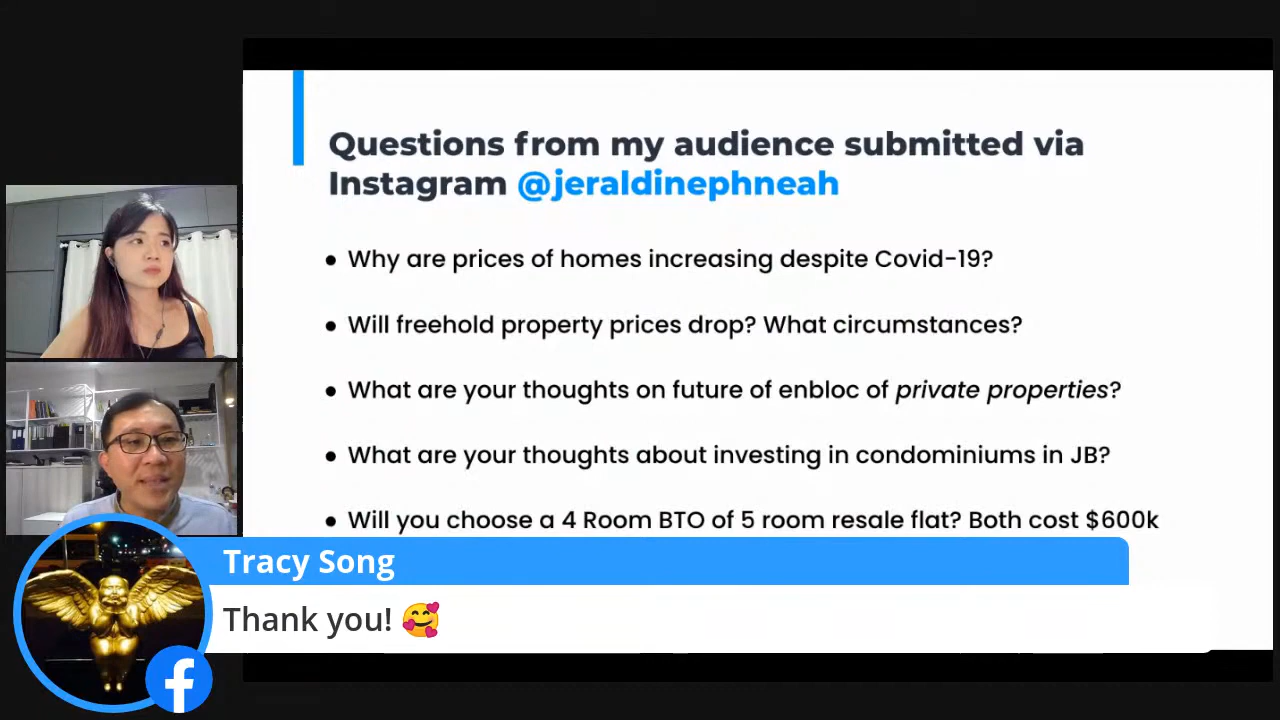 Questions from my audience submitted via
Instagram @jeraldinephneah
• Why are prices of homes increasing despite Covid-19?
• Will freehold property prices drop? What circumstances?
• What are your thoughts on future of enbloc of private properties?
• What are your thoughts about investing in condominiums in JB?
• Will you choose a 4 Room BTO of 5 room resale flat? Both cost $600k
Tracy Song
Thank you! 🥰